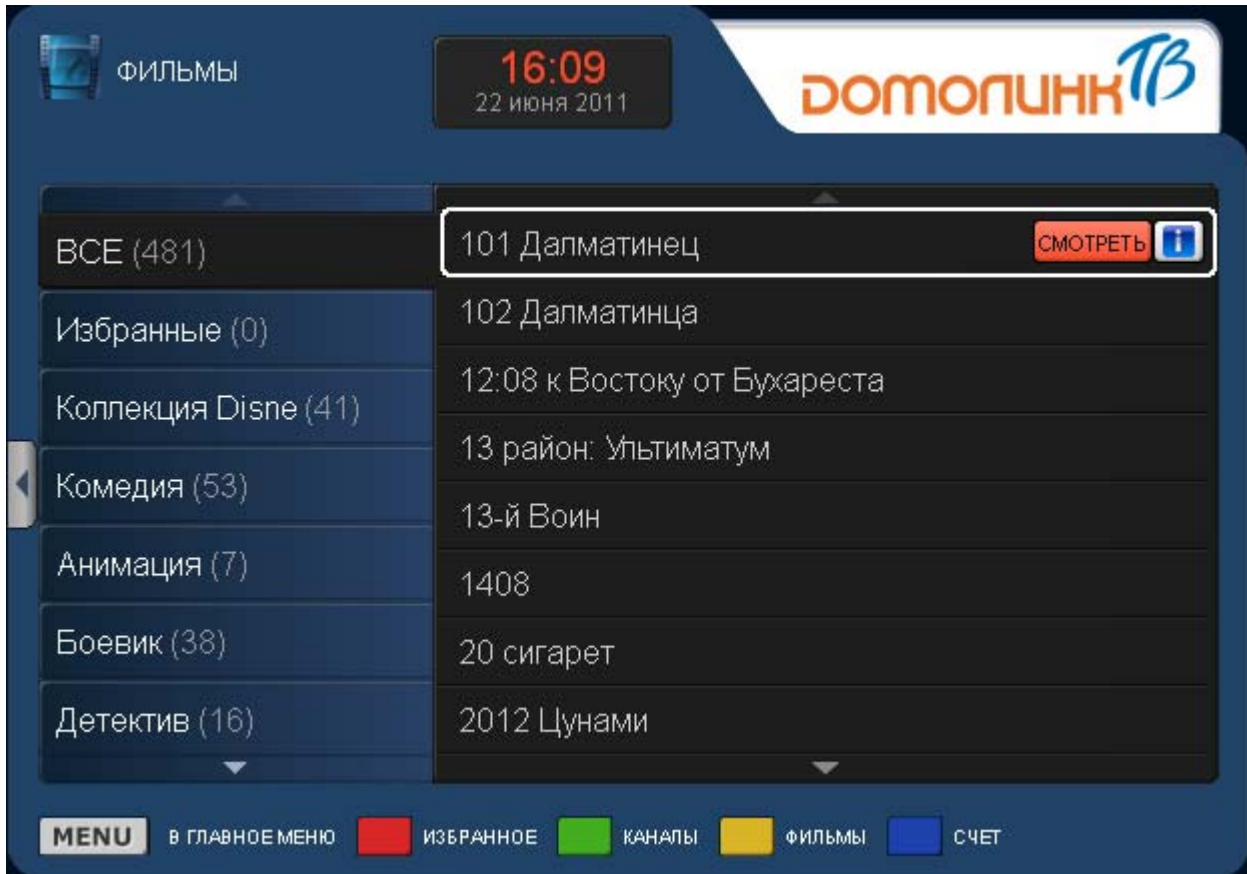 ФИЛЬМЫ
16:09
22 июня 2011
Домолинк ТВ
ВСЕ (481)
Избранные (0)
Коллекция Disne (41)
Комедия (53)
Анимация (7)
Боевик (38)
Детектив (16)
101 Далматинец
СМОТРЕТЬ i
102 Далматинца
12:08 к Востоку от Бухареста
13 район: Ультиматум
13-й Воин
1408
20 сигарет
2012 Цунами
MENU В ГЛАВНОЕ МЕНЮ ИЗБРАННОЕ КАНАЛЫ ФИЛЬМЫ СЧЕТ